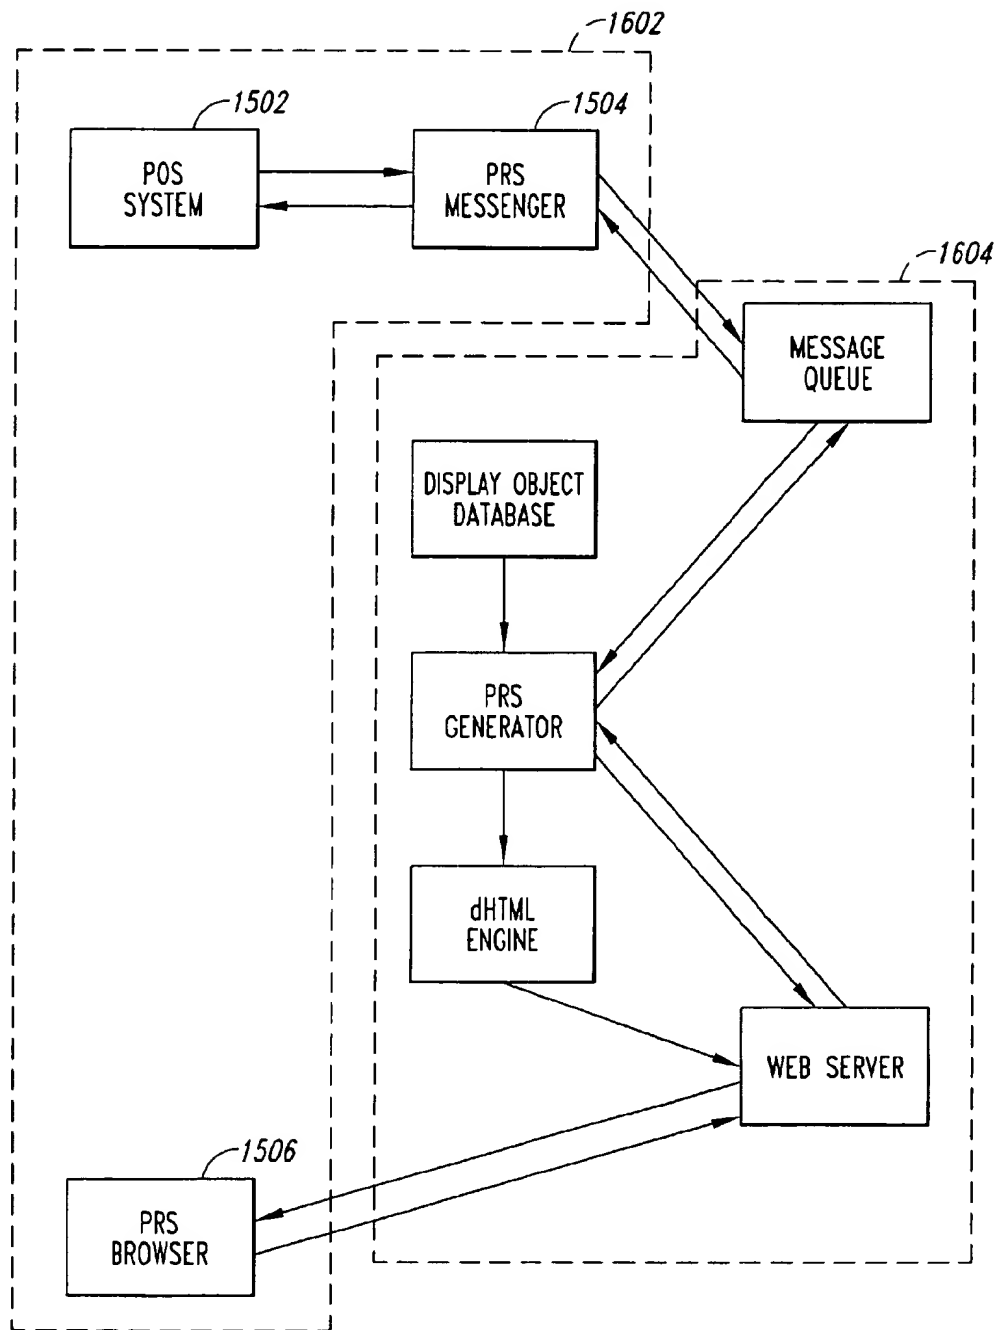 1602
1502
1504
POS
SYSTEM
PRS
MESSENGER
1604
MESSAGE
QUEUE
DISPLAY OBJECT
DATABASE
PRS
GENERATOR
dHTML
ENGINE
WEB SERVER
1506
PRS
BROWSER